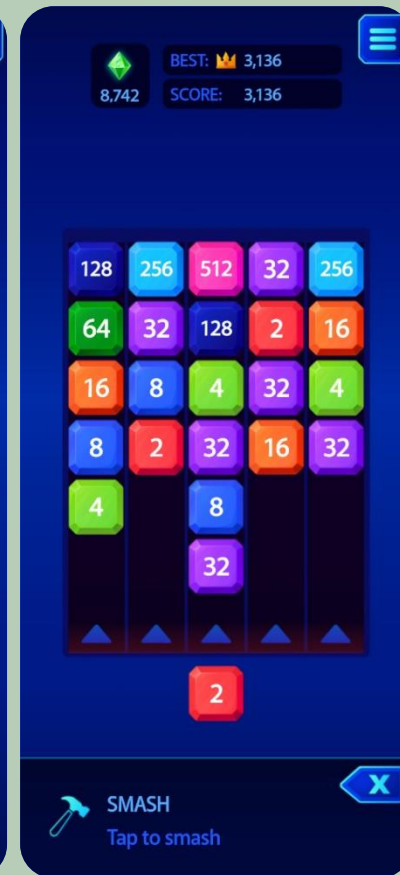 BEST: 3,136
8,742 SCORE: 3,136
128 256 512 32 256
64 32 128 2 16
16 8 4 32 4
8 2 32 16 32
4 8
32
2
SMASH
X
Tap to smash